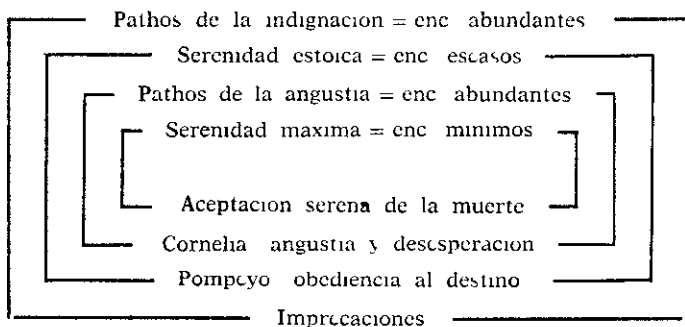 Pathos de la indignacion = enc abundantes
Serenidad estoica = enc escasos
Pathos de la angustia = enc abundantes
Serenidad maxima = enc minimos
Aceptacion serena de la muerte
Cornelia angustia y desesperacion
Pompeyo obediencia al destino
Imprecaciones